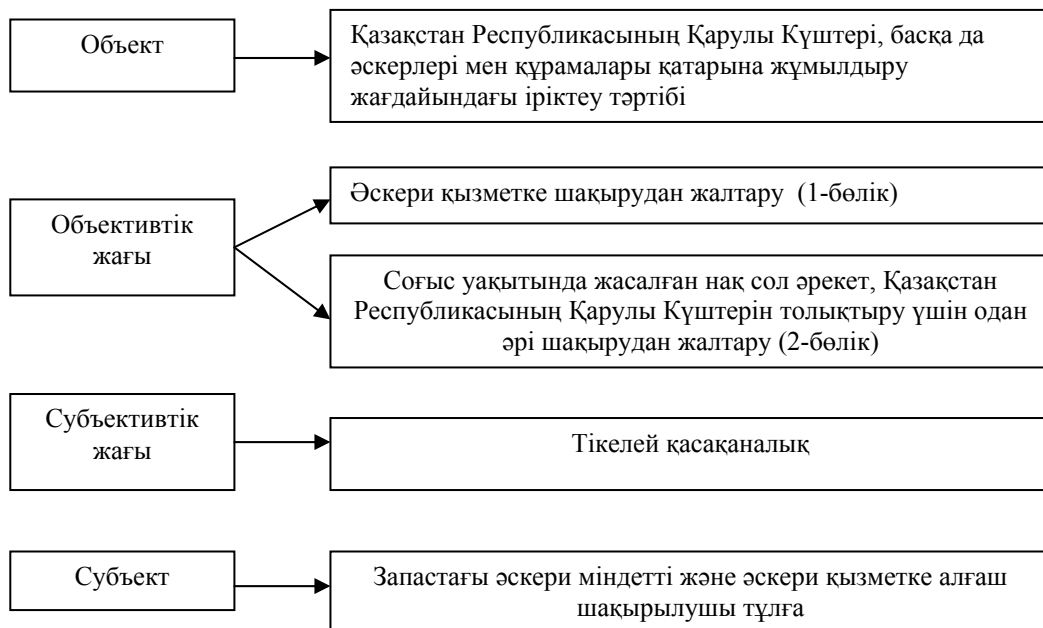 Объект
Қазақстан Республикасының Қарулы Күштері, басқа да
әскерлері мен құрамалары қатарына жұмылдыру
жағдайындағы іріктеу тәртібі
Объективтік
жағы
Әскери қызметке шақырудан жалтару (1-бөлік)
Соғыс уақытында жасалған нақ сол әрекет, Қазақстан
Республикасының Қарулы Күштерін толықтыру үшін одан
әрі шақырудан жалтару (2-бөлік)
Субъективтік
жағы
Тікелей қасақаналық
Субъект
Запастағы әскери міндетті және әскери қызметке алғаш
шақырылушы тұлға